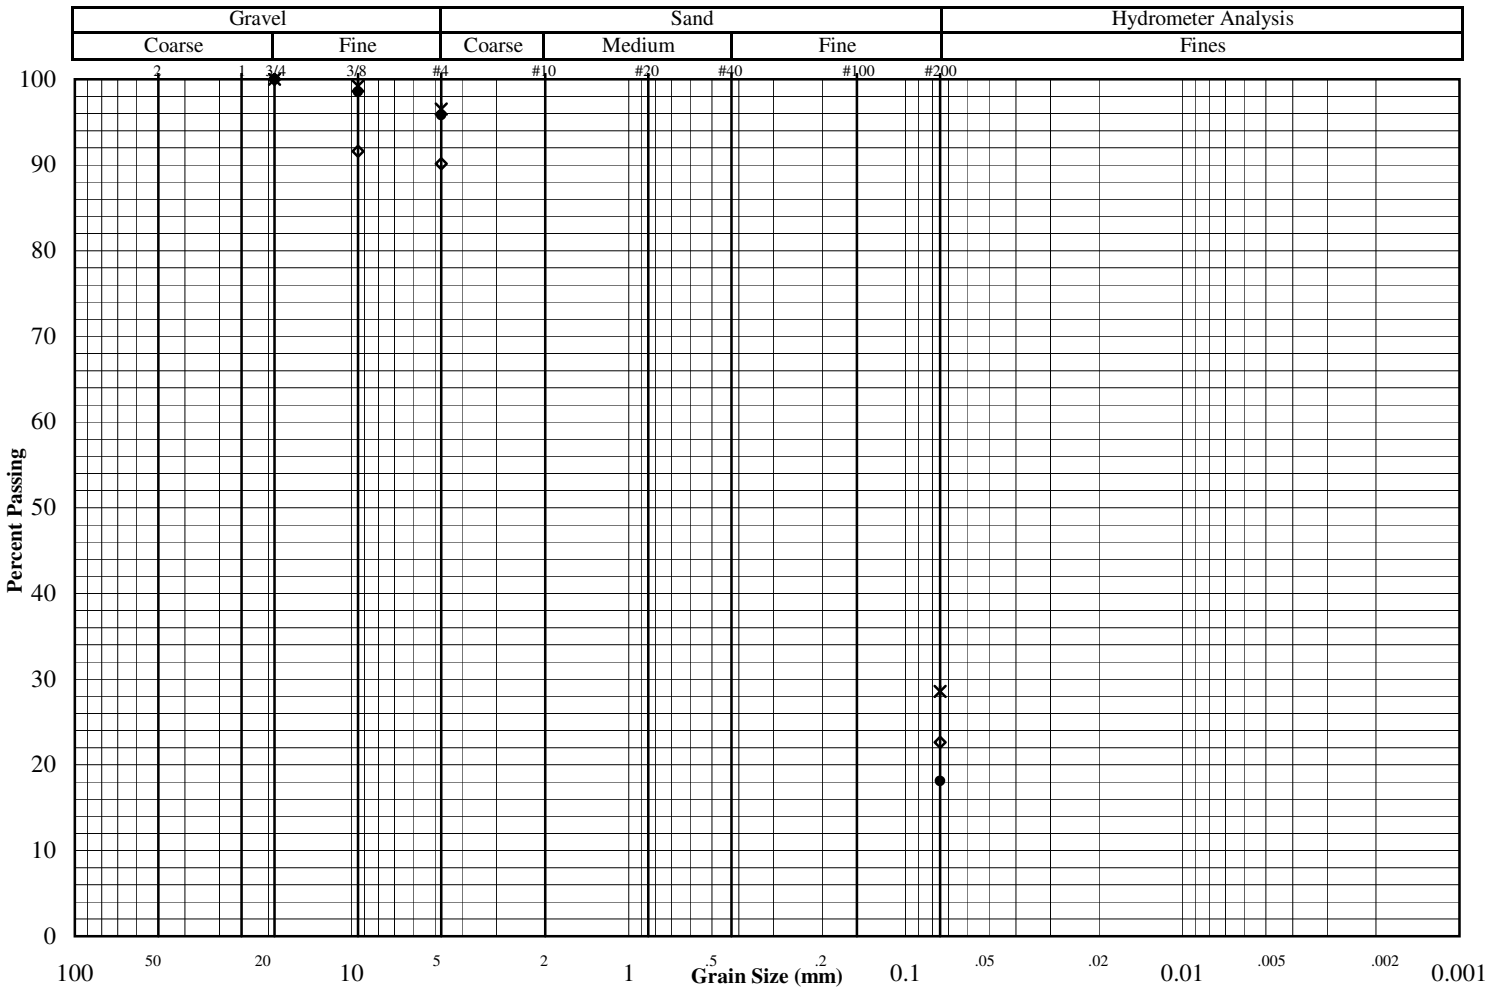 Gravel Sand Hydrometer Analysis
Coarse Fine Coarse Medium Fine Fines
2 1 3/4 3/8 #4 #10 #20 #40 #100 #200
100
90
80
70
60
50
40
30
20
10
0
Percent Passing
100 50 20 10 5 2 1 .5 .2 0.1 .05 .02 0.01 .005 .002 0.001
Grain Size (mm)